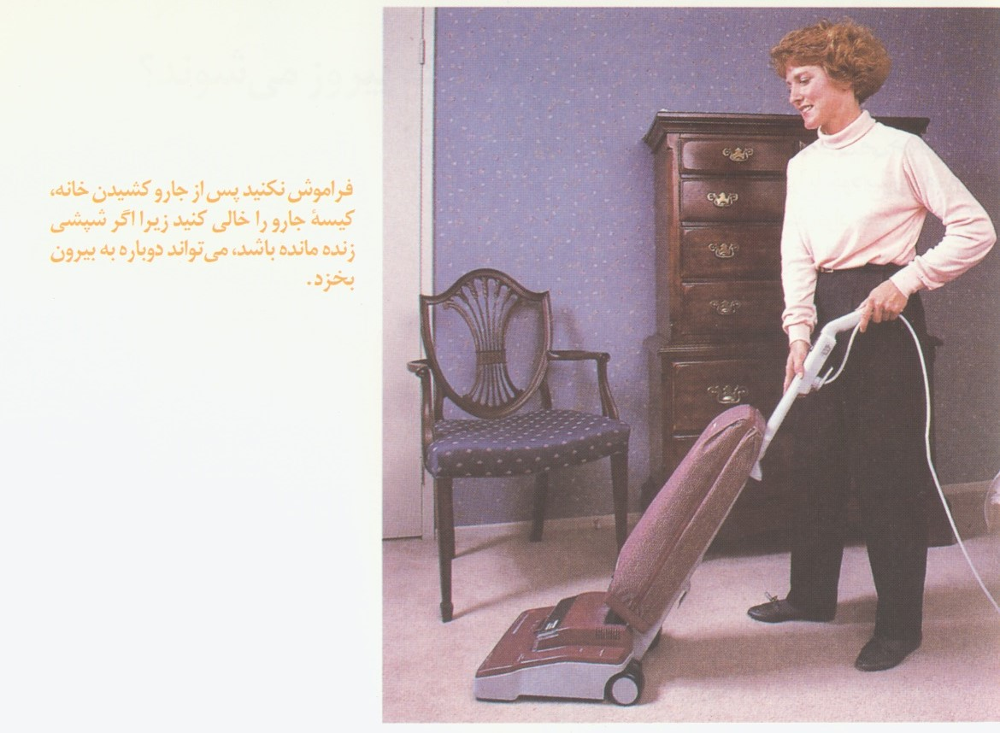 فراموش نکنید پس از جارو کشیدن خانه،
کیسهٔ جارو را خالی کنید زیرا اگر شپشی
زنده مانده باشد، می‌تواند دوباره به بیرون
بخزد.